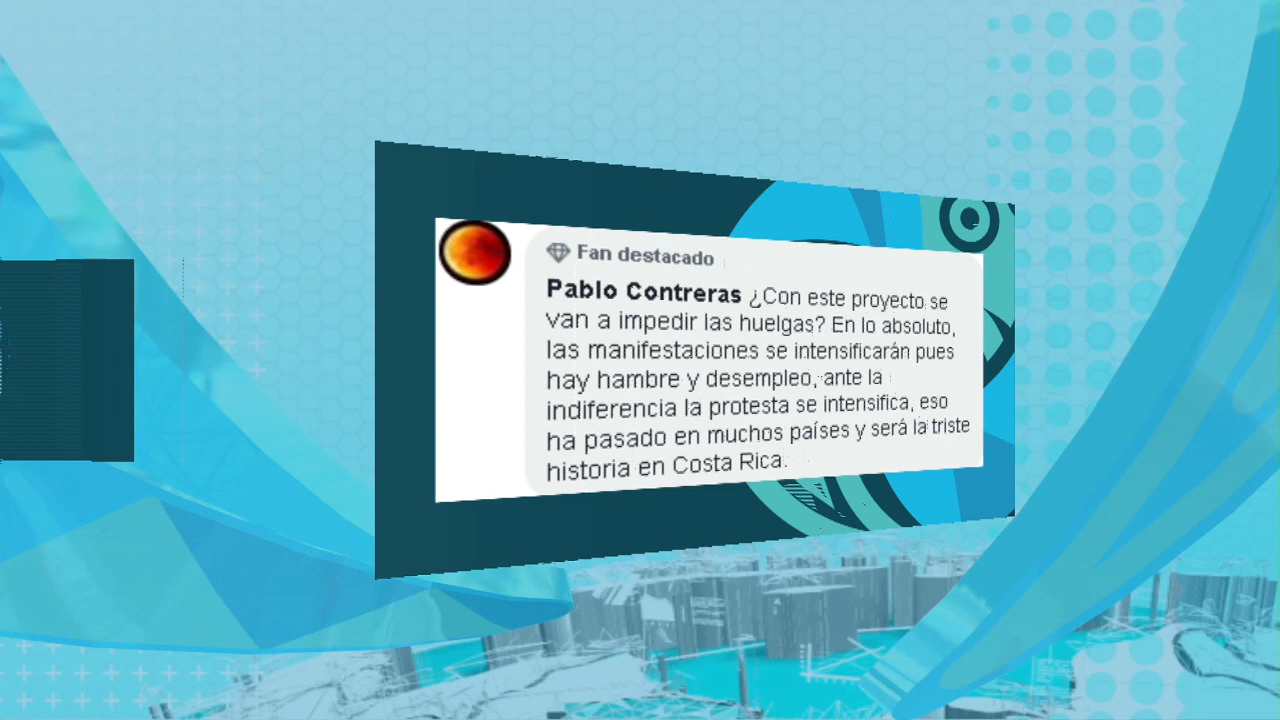 Fan destacado
Pablo Contreras ¿Con este proyecto se
van a impedir las huelgas? En lo absoluto,
las manifestaciones se intensificarán pues
hay hambre y desempleo, ante la
indiferencia la protesta se intensifica, eso
ha pasado en muchos países y será la triste
historia en Costa Rica.